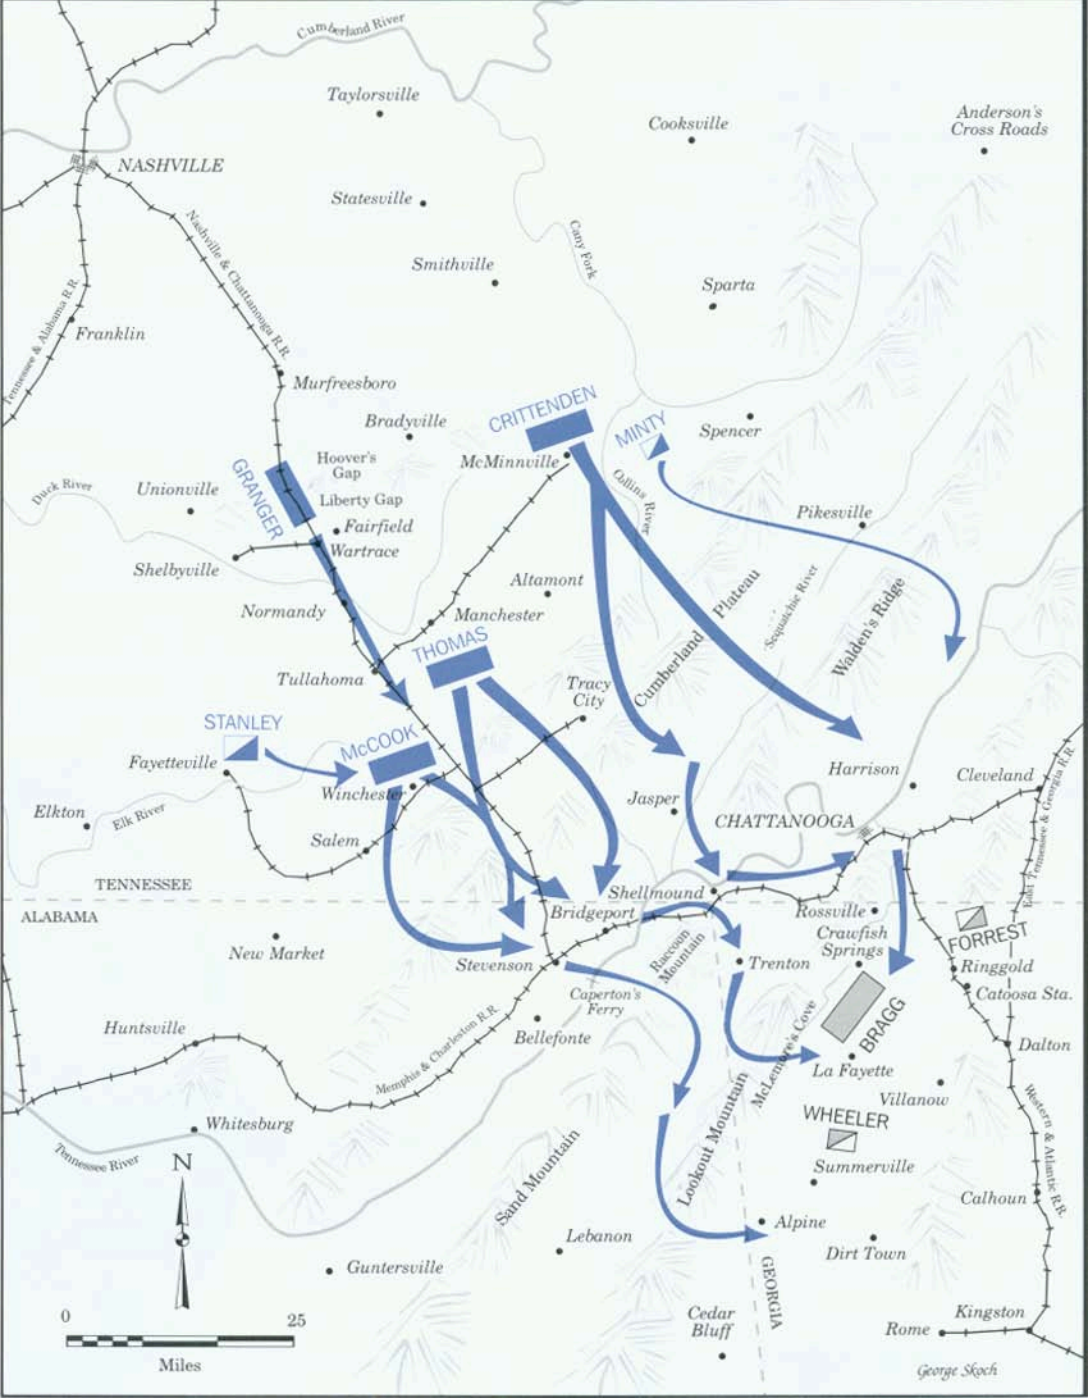 Cumberland River
Taylorsville
Cooksville
Anderson's
Cross Roads
NASHVILLE
Statesville
Nashville & Chattanooga R.R.
Cany Fork
Smithville
Sparta
Tennessee & Alabama R.R.
Franklin
Murfreesboro
Bradyville
CRITTENDEN
MINTY
Spencer
McMinnville
Hoover's
Gap
GRANGER
Duck River
Unionville
Liberty Gap
Collins River
Pikesville
Fairfield
Wartrace
Shelbyville
Altamont
Plateau
Sequatchie River
Walden's Ridge
Normandy
Manchester
THOMAS
Cumberland
Tullahoma
Tracy
City
STANLEY
McCOOK
Fayetteville
Winchester
Harrison
Cleveland
Elkton
Elk River
Jasper
CHATTANOOGA
East Tennessee & Georgia R.R.
Salem
TENNESSEE
Shellmound
ALABAMA
Bridgeport
Rossville
Crawfish
Springs
FORREST
New Market
Stevenson
Raccoon
Mountain
Trenton
Ringgold
Catoosa Sta.
Caperton's
Ferry
BRAGG
Huntsville
Bellefonte
McLemore's Cove
Dalton
Memphis & Charleston R.R.
La Fayette
Villanow
Whitesburg
Lookout Mountain
WHEELER
Western & Atlantic R.R.
Tennessee River
N
Sand Mountain
Summerville
Calhoun
Alpine
Lebanon
Dirt Town
Guntersville
GEORGIA
0 25
Miles
Cedar
Bluff
Kingston
Rome
George Skoch